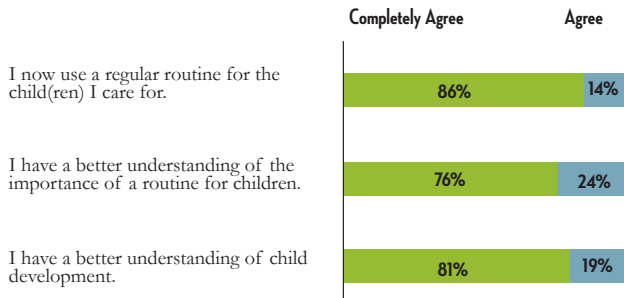 Completely Agree Agree
I now use a regular routine for the
child(ren) I care for.
86% 14%
I have a better understanding of the
importance of a routine for children.
76% 24%
I have a better understanding of child
development.
81% 19%